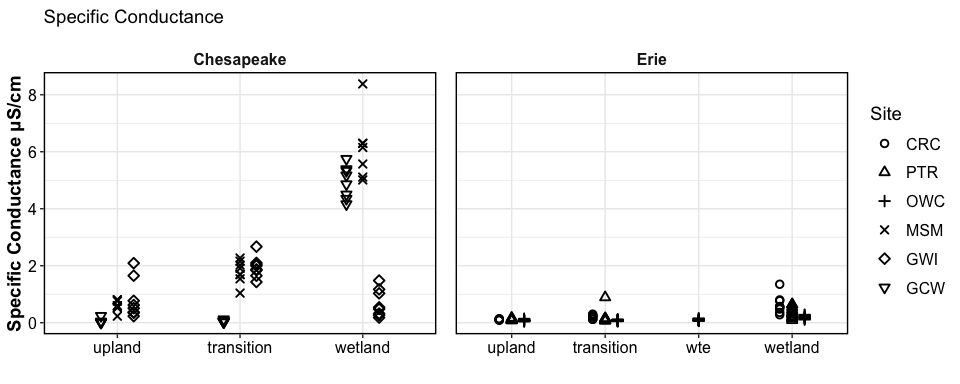 Specific Conductance
Chesapeake
Erie
Specific Conductance µS/cm
8
6
4
2
0
upland transition wetland
upland transition wte wetland
Site
CRC
PTR
OWC
MSM
GWI
GCW